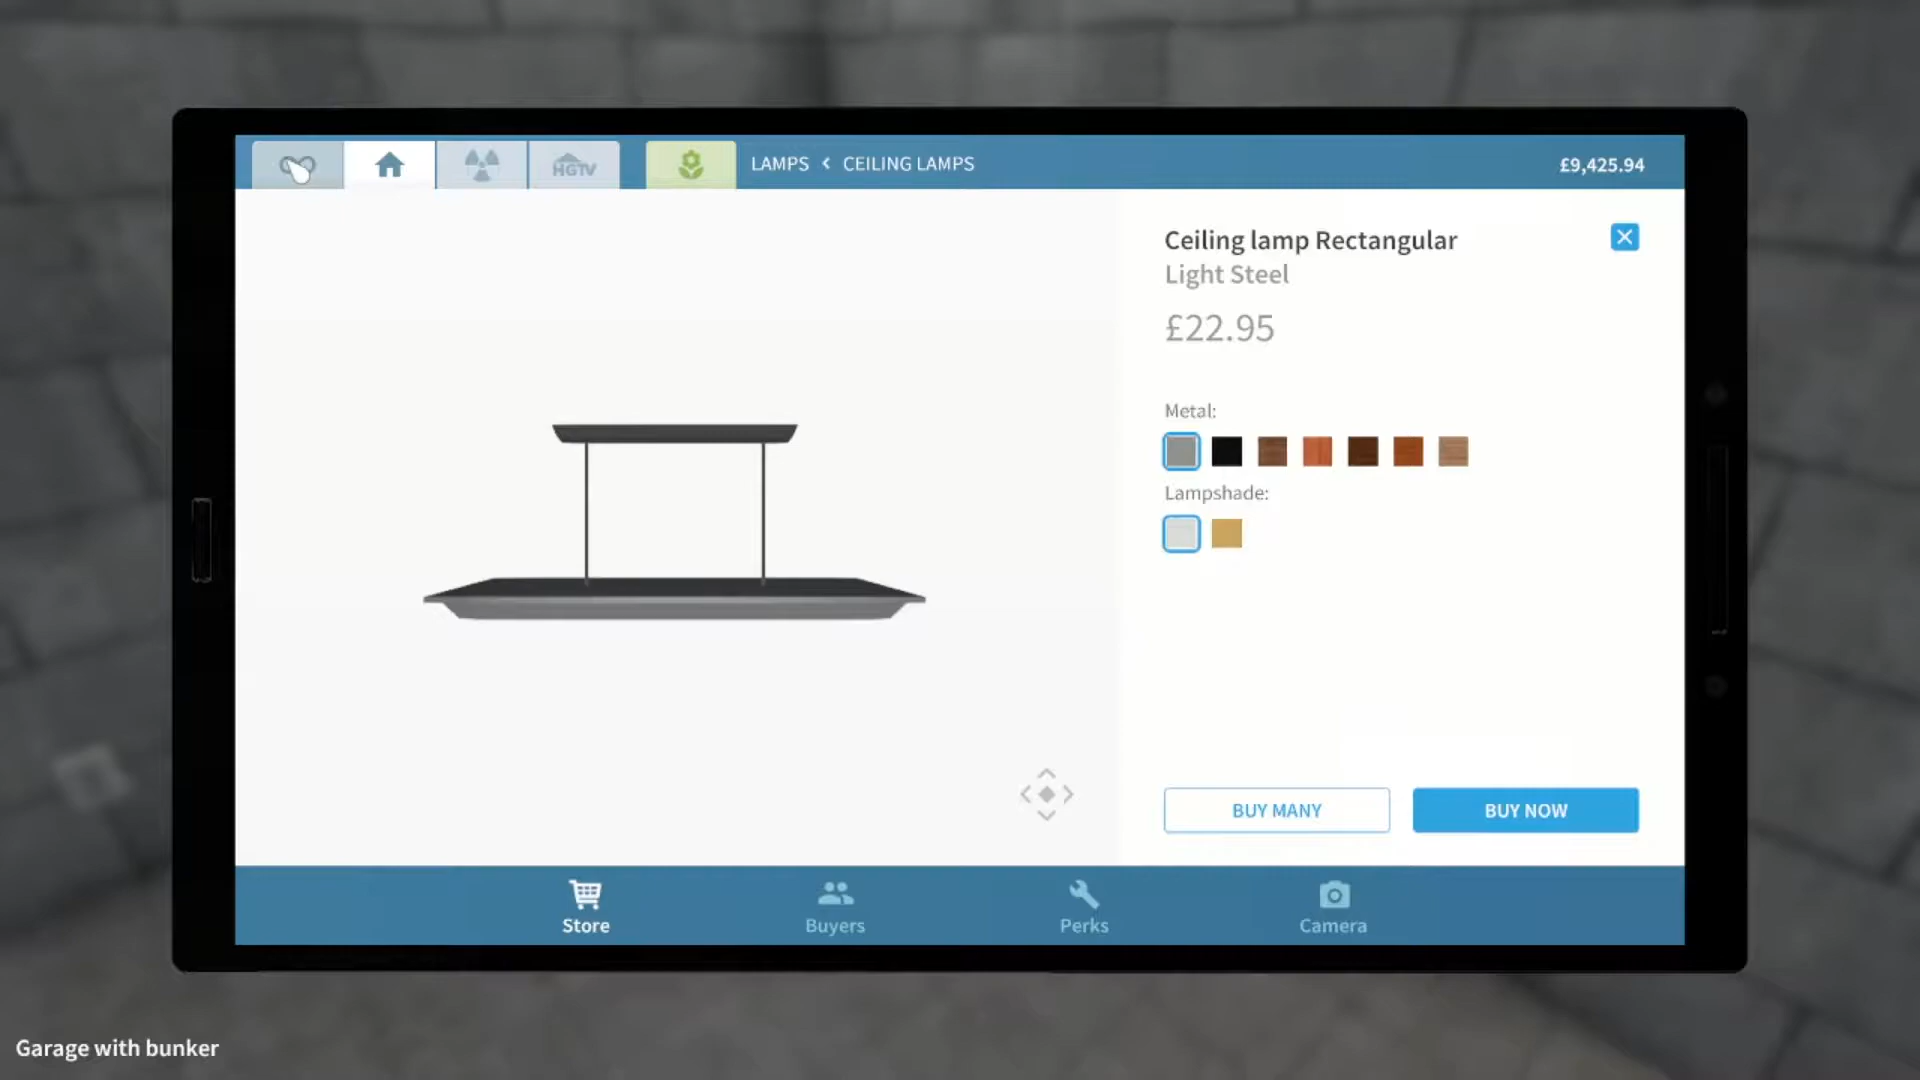 HGTV
LAMPS < CEILING LAMPS
£9,425.94
Ceiling lamp Rectangular
Light Steel
£22.95
Metal:
Lampshade:
BUY MANY
BUY NOW
Store
Buyers
Perks
Camera
Garage with bunker